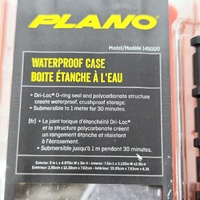 PLANO
Model/Modèle 145000
WATERPROOF CASE
BOITE ÉTANCHE À L'EAU
• Dri-Loc® O-ring seal and polycarbonate structure
create waterproof, crushproof storage.
• Submersible to 1 meter for 30 minutes.
(fr) • Le joint torique d'étanchéité Dri-Loc®
et la structure polycarbonate créent
un rangement étanche et résistant
à l'écrasement.
• Submersible jusqu'à 1 m pendant 30 minutes.